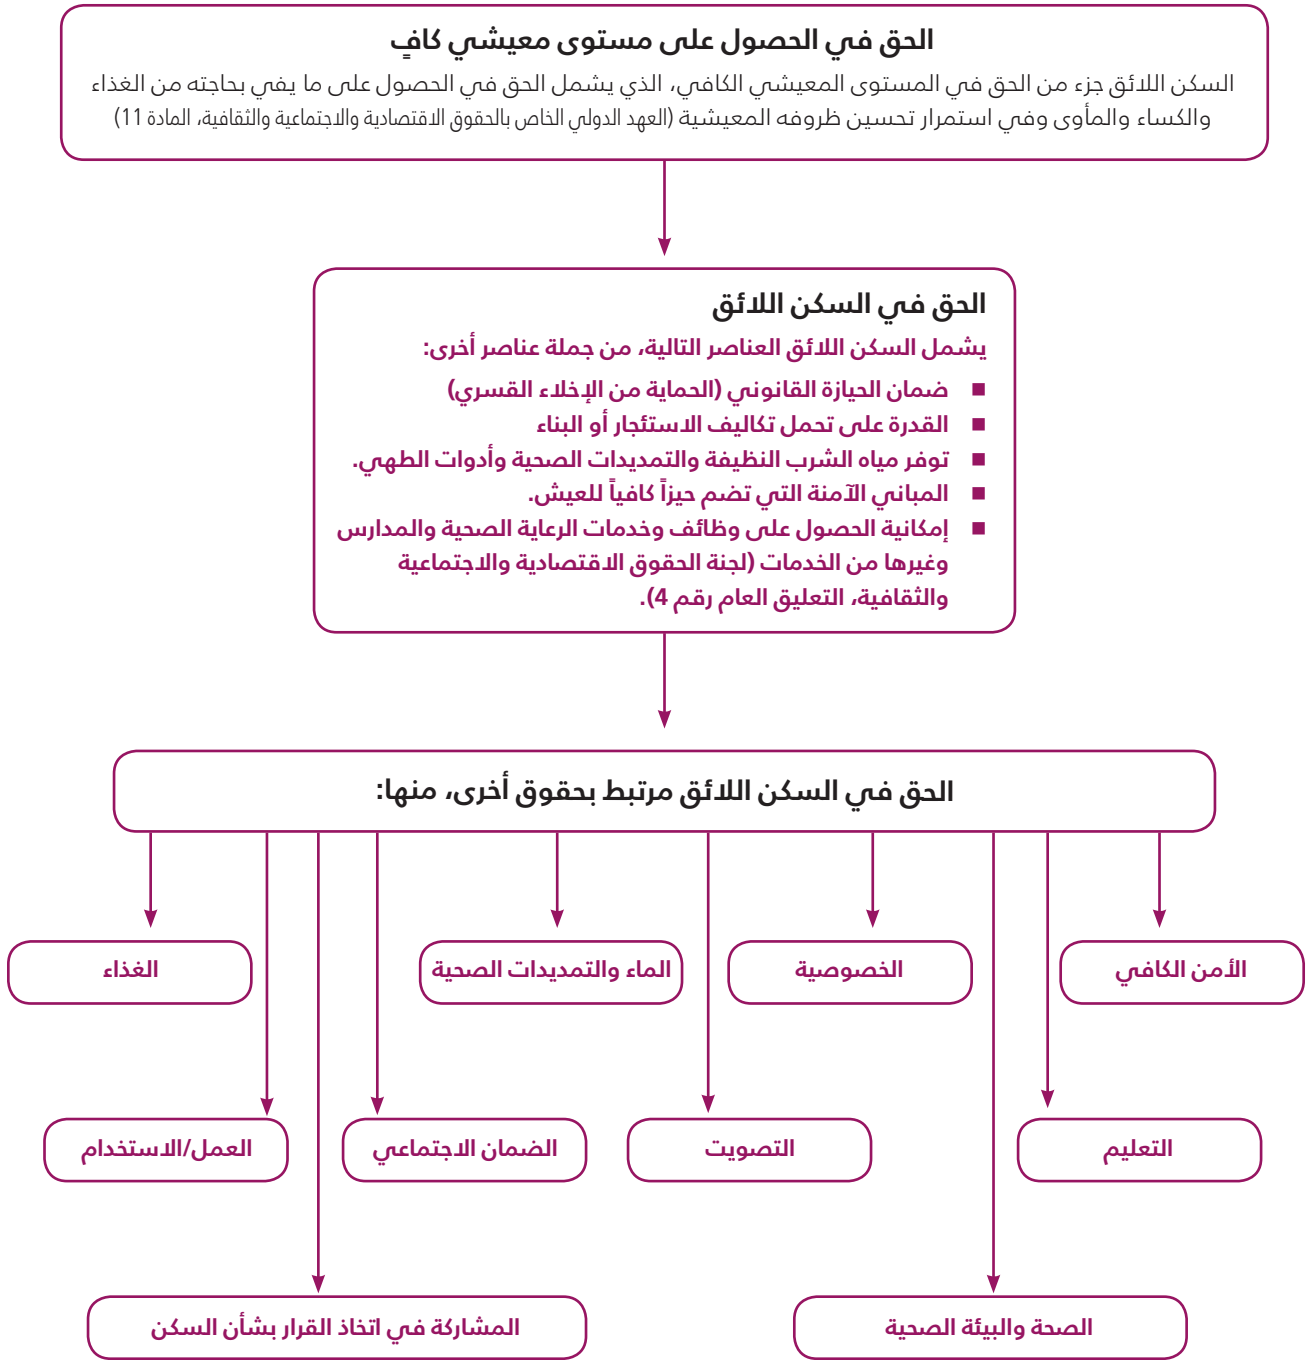 الحق في الحصول على مستوى معيشي كافٍ
السكن اللائق جزء من الحق في المستوى المعيشي الكافي، الذي يشمل الحق في الحصول على ما يفي بحاجته من الغذاء
والكساء والمأوى وفي استمرار تحسين ظروفه المعيشية (العهد الدولي الخاص بالحقوق الاقتصادية والاجتماعية والثقافية، المادة 11)
الحق في السكن اللائق
يشمل السكن اللائق العناصر التالية، من جملة عناصر أخرى:
■ ضمان الحيازة القانوني (الحماية من الإخلاء القسري)
■ القدرة على تحمل تكاليف الاستئجار أو البناء
■ توفر مياه الشرب النظيفة والتمديدات الصحية وأدوات الطهي.
■ المباني الآمنة التي تضم حيزاً كافياً للعيش.
■ إمكانية الحصول على وظائف وخدمات الرعاية الصحية والمدارس
وغيرها من الخدمات (لجنة الحقوق الاقتصادية والاجتماعية
والثقافية، التعليق العام رقم 4).
الحق في السكن اللائق مرتبط بحقوق أخرى، منها:
الأمن الكافي
الخصوصية
الماء والتمديدات الصحية
الغذاء
التعليم
التصويت
الضمان الاجتماعي
العمل/الاستخدام
الصحة والبيئة الصحية
المشاركة في اتخاذ القرار بشأن السكن